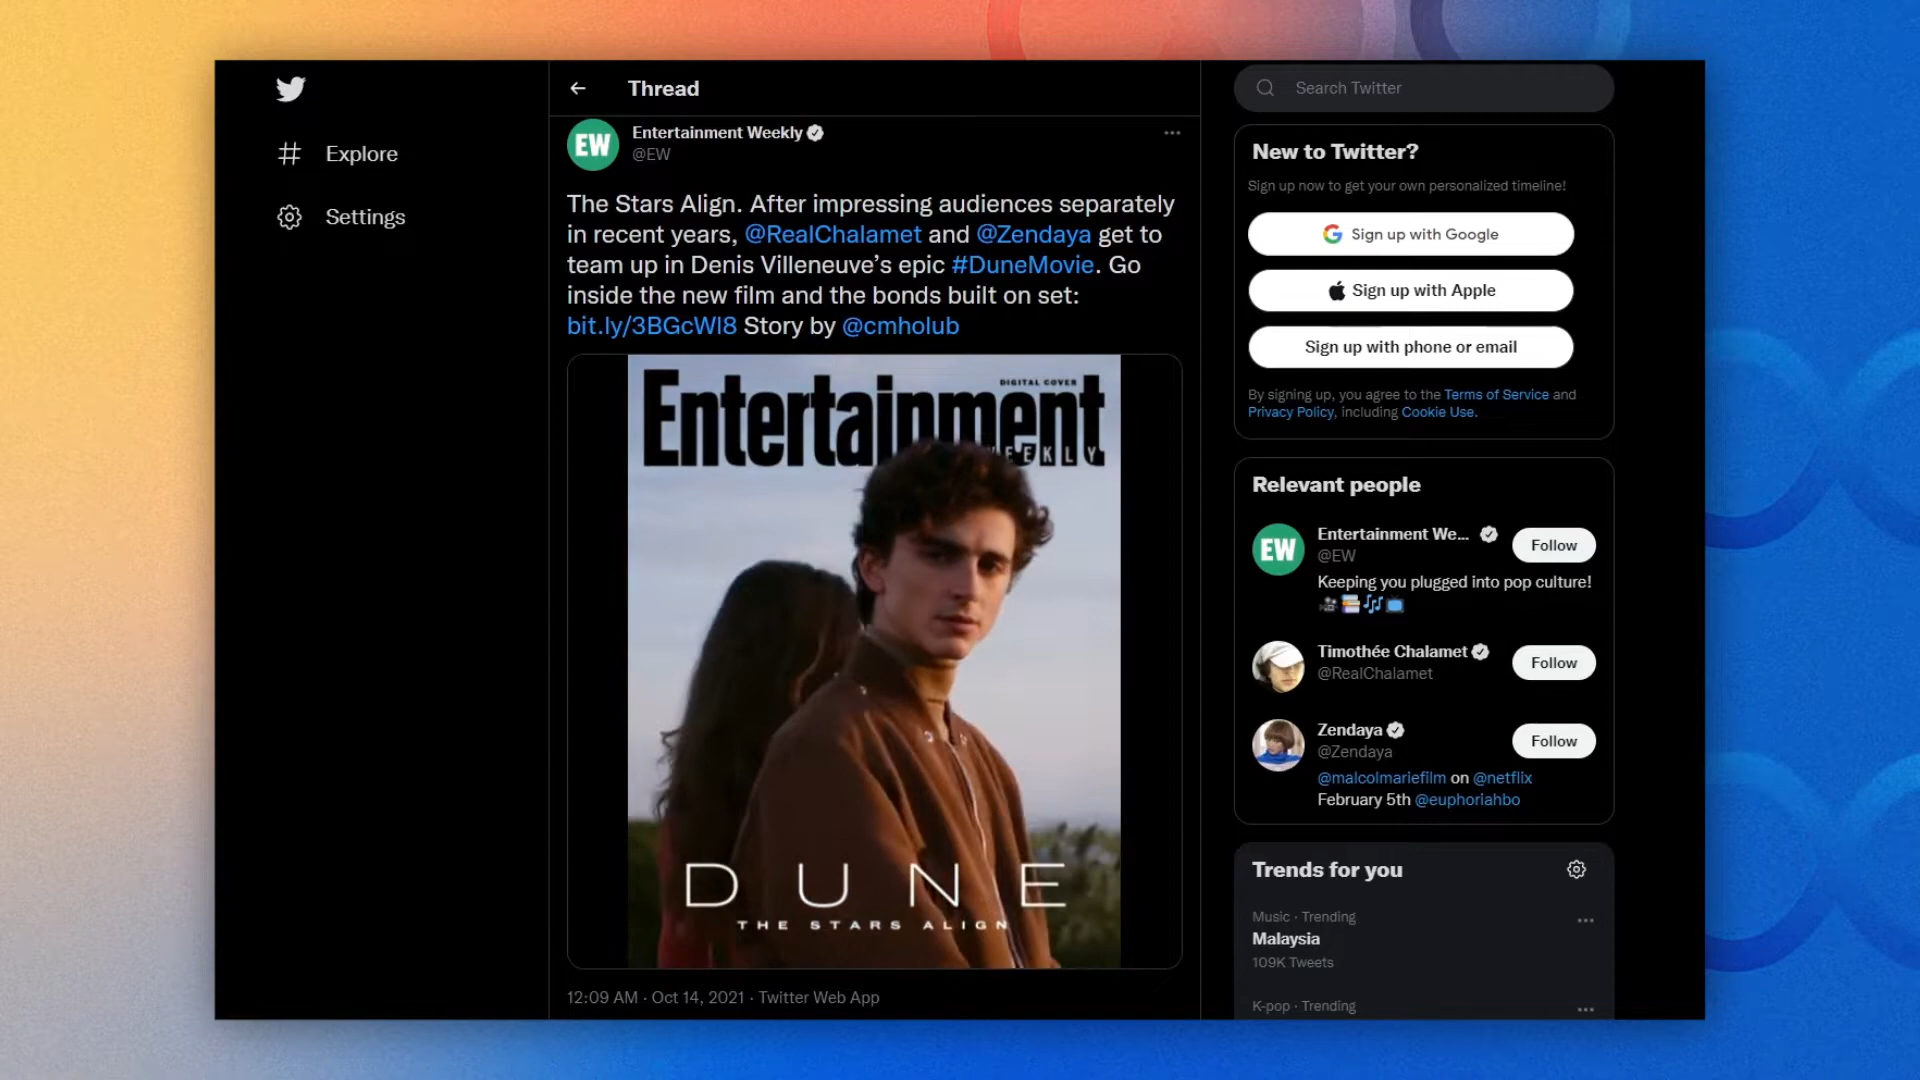 Explore
Settings
Thread
EW
Entertainment Weekly
@EW
The Stars Align. After impressing audiences separately
in recent years, @RealChalamet and @Zendaya get to
team up in Denis Villeneuve’s epic #DuneMovie. Go
inside the new film and the bonds built on set:
bit.ly/3BGcWl8 Story by @cmholub
DIGITAL COVER
Entertainment
WEEKLY
DUNE
THE STARS ALIGN
12:09 AM · Oct 14, 2021 · Twitter Web App
Search Twitter
New to Twitter?
Sign up now to get your own personalized timeline!
Sign up with Google
Sign up with Apple
Sign up with phone or email
By signing up, you agree to the Terms of Service and
Privacy Policy, including Cookie Use.
Relevant people
EW
Entertainment We...
@EW
Follow
Keeping you plugged into pop culture!
Timothée Chalamet
@RealChalamet
Follow
Zendaya
@Zendaya
Follow
@malcolmariefilm on @netflix
February 5th @euphoriahbo
Trends for you
Music · Trending
Malaysia
109K Tweets
K-pop · Trending